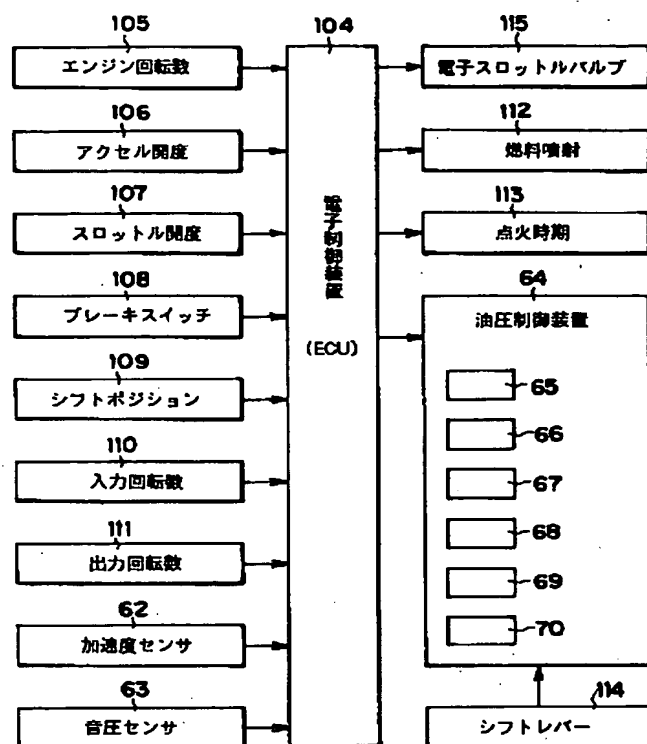 105
エンジン回転数
106
アクセル開度
107
スロットル開度
108
ブレーキスイッチ
109
シフトポジション
110
入力回転数
111
出力回転数
62
加速度センサ
63
音圧センサ
104
電子制御装置
(ECU)
115
電子スロットルバルブ
112
燃料噴射
113
点火時期
64
油圧制御装置
65
66
67
68
69
70
114
シフトレバー